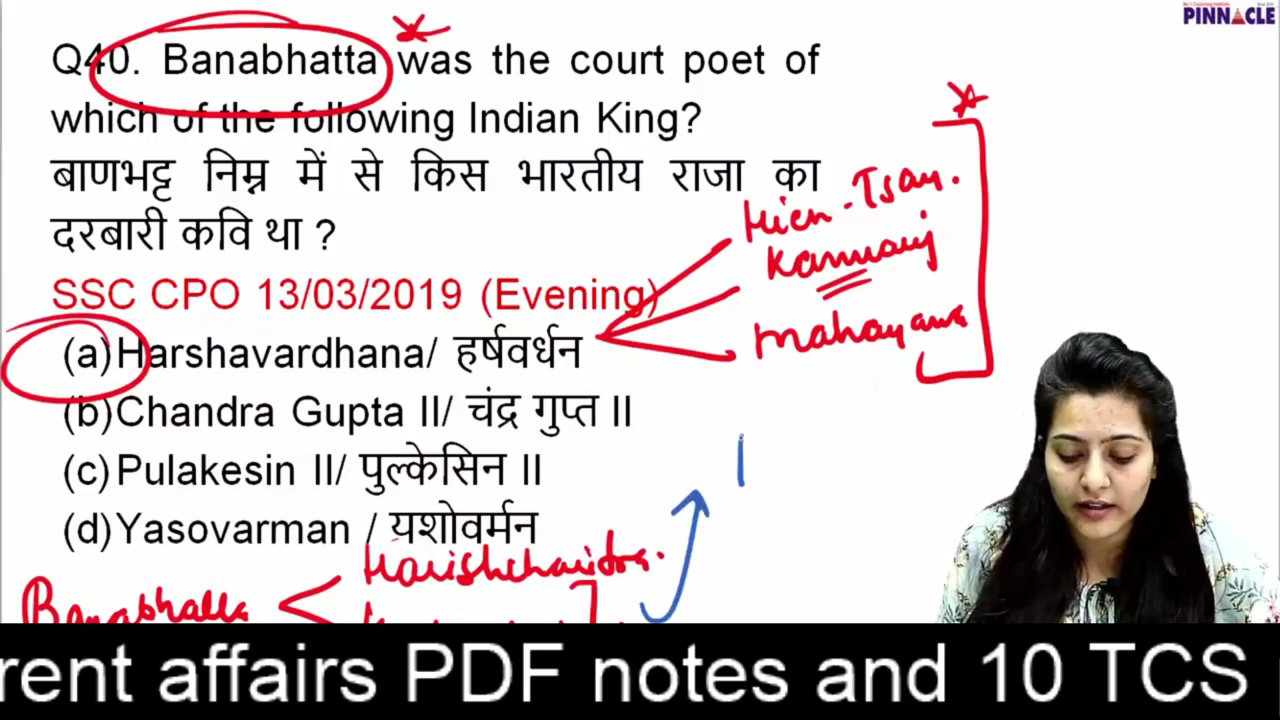 PINNACLE
Q40. Banabhatta was the court poet of
which of the following Indian King?
बाणभट्ट निम्न में से किस भारतीय राजा का
दरबारी कवि था ?
SSC CPO 13/03/2019 (Evening)
(a)Harshavardhana/ हर्षवर्धन
(b)Chandra Gupta II/ चंद्र गुप्त II
(c)Pulakesin II/ पुल्केसिन II
(d)Yasovarman / यशोवर्मन
Hien-Tsan.
Kannauj
Mahayana
Harishcharitra.
Banabhatta
rent affairs PDF notes and 10 TCS